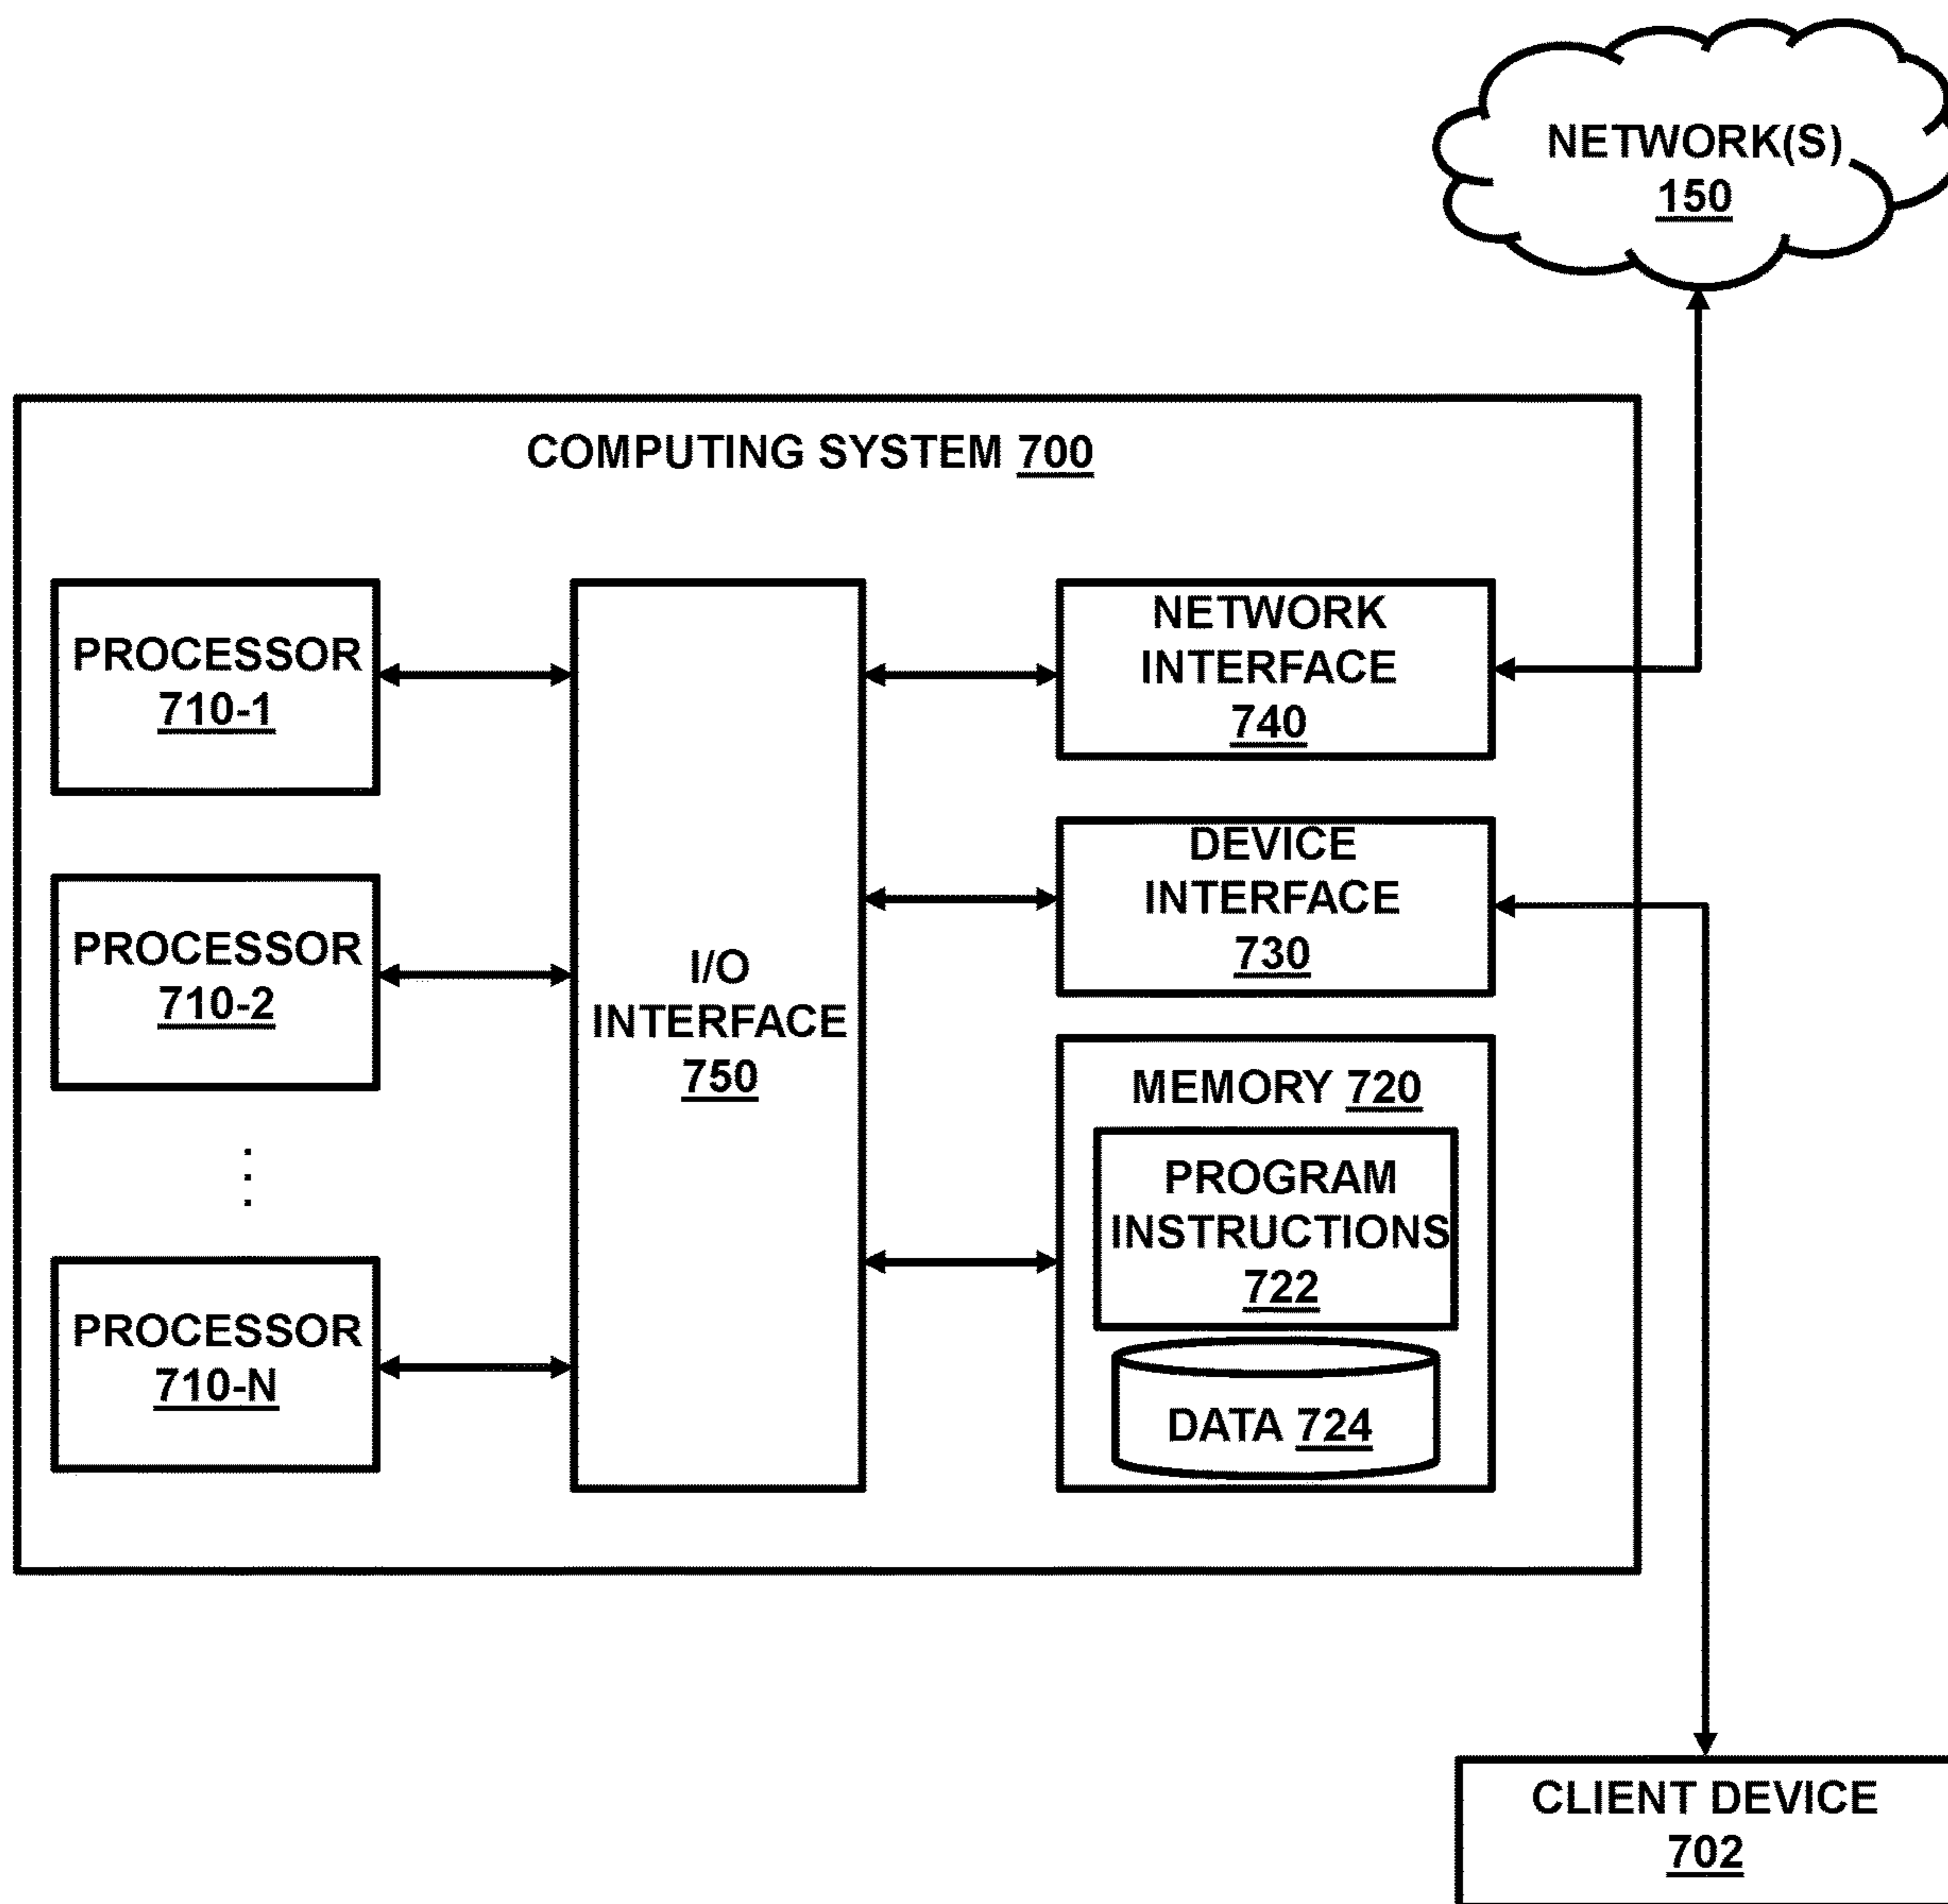 NETWORK(S)
150
COMPUTING SYSTEM 700
PROCESSOR
710-1
PROCESSOR
710-2
PROCESSOR
710-N
I/O
INTERFACE
750
NETWORK
INTERFACE
740
DEVICE
INTERFACE
730
MEMORY 720
PROGRAM
INSTRUCTIONS
722
DATA 724
CLIENT DEVICE
702